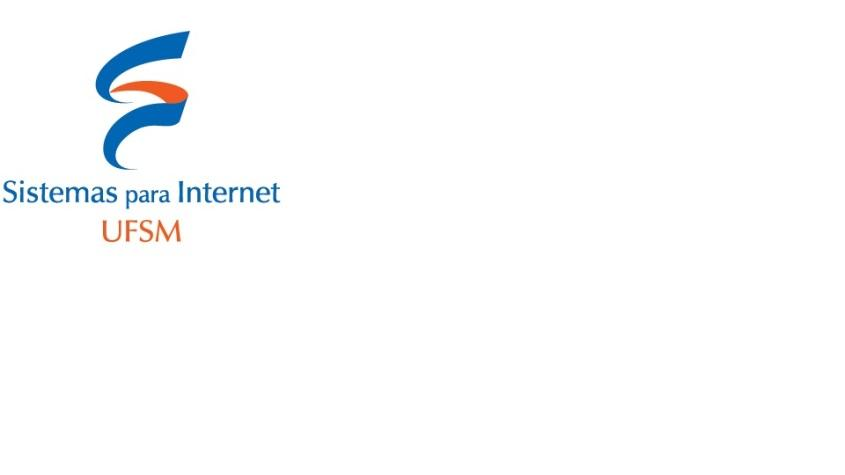 Sistemas para Internet
UFSM